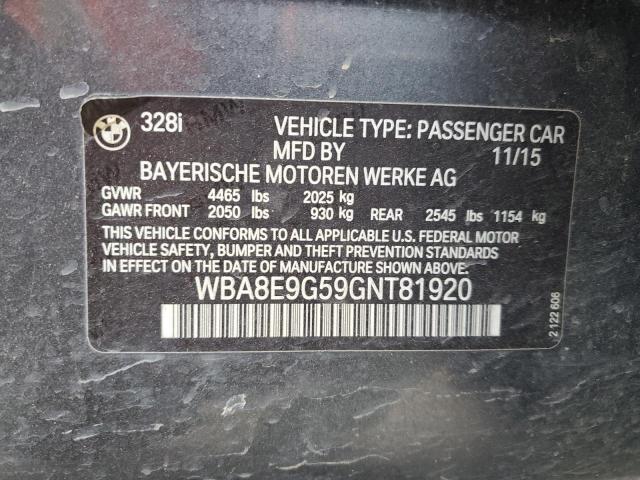 328i VEHICLE TYPE: PASSENGER CAR
MFD BY 11/15
BAYERISCHE MOTOREN WERKE AG
GVWR 4465 lbs 2025 kg
GAWR FRONT 2050 lbs 930 kg REAR 2545 lbs 1154 kg
THIS VEHICLE CONFORMS TO ALL APPLICABLE U.S. FEDERAL MOTOR
VEHICLE SAFETY, BUMPER AND THEFT PREVENTION STANDARDS
IN EFFECT ON THE DATE OF MANUFACTURE SHOWN ABOVE.
WBA8E9G59GNT81920
2 122 606